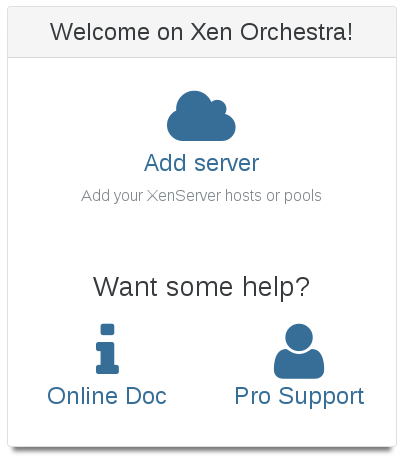 Welcome on Xen Orchestra!
Add server
Add your XenServer hosts or pools
Want some help?
Online Doc
Pro Support